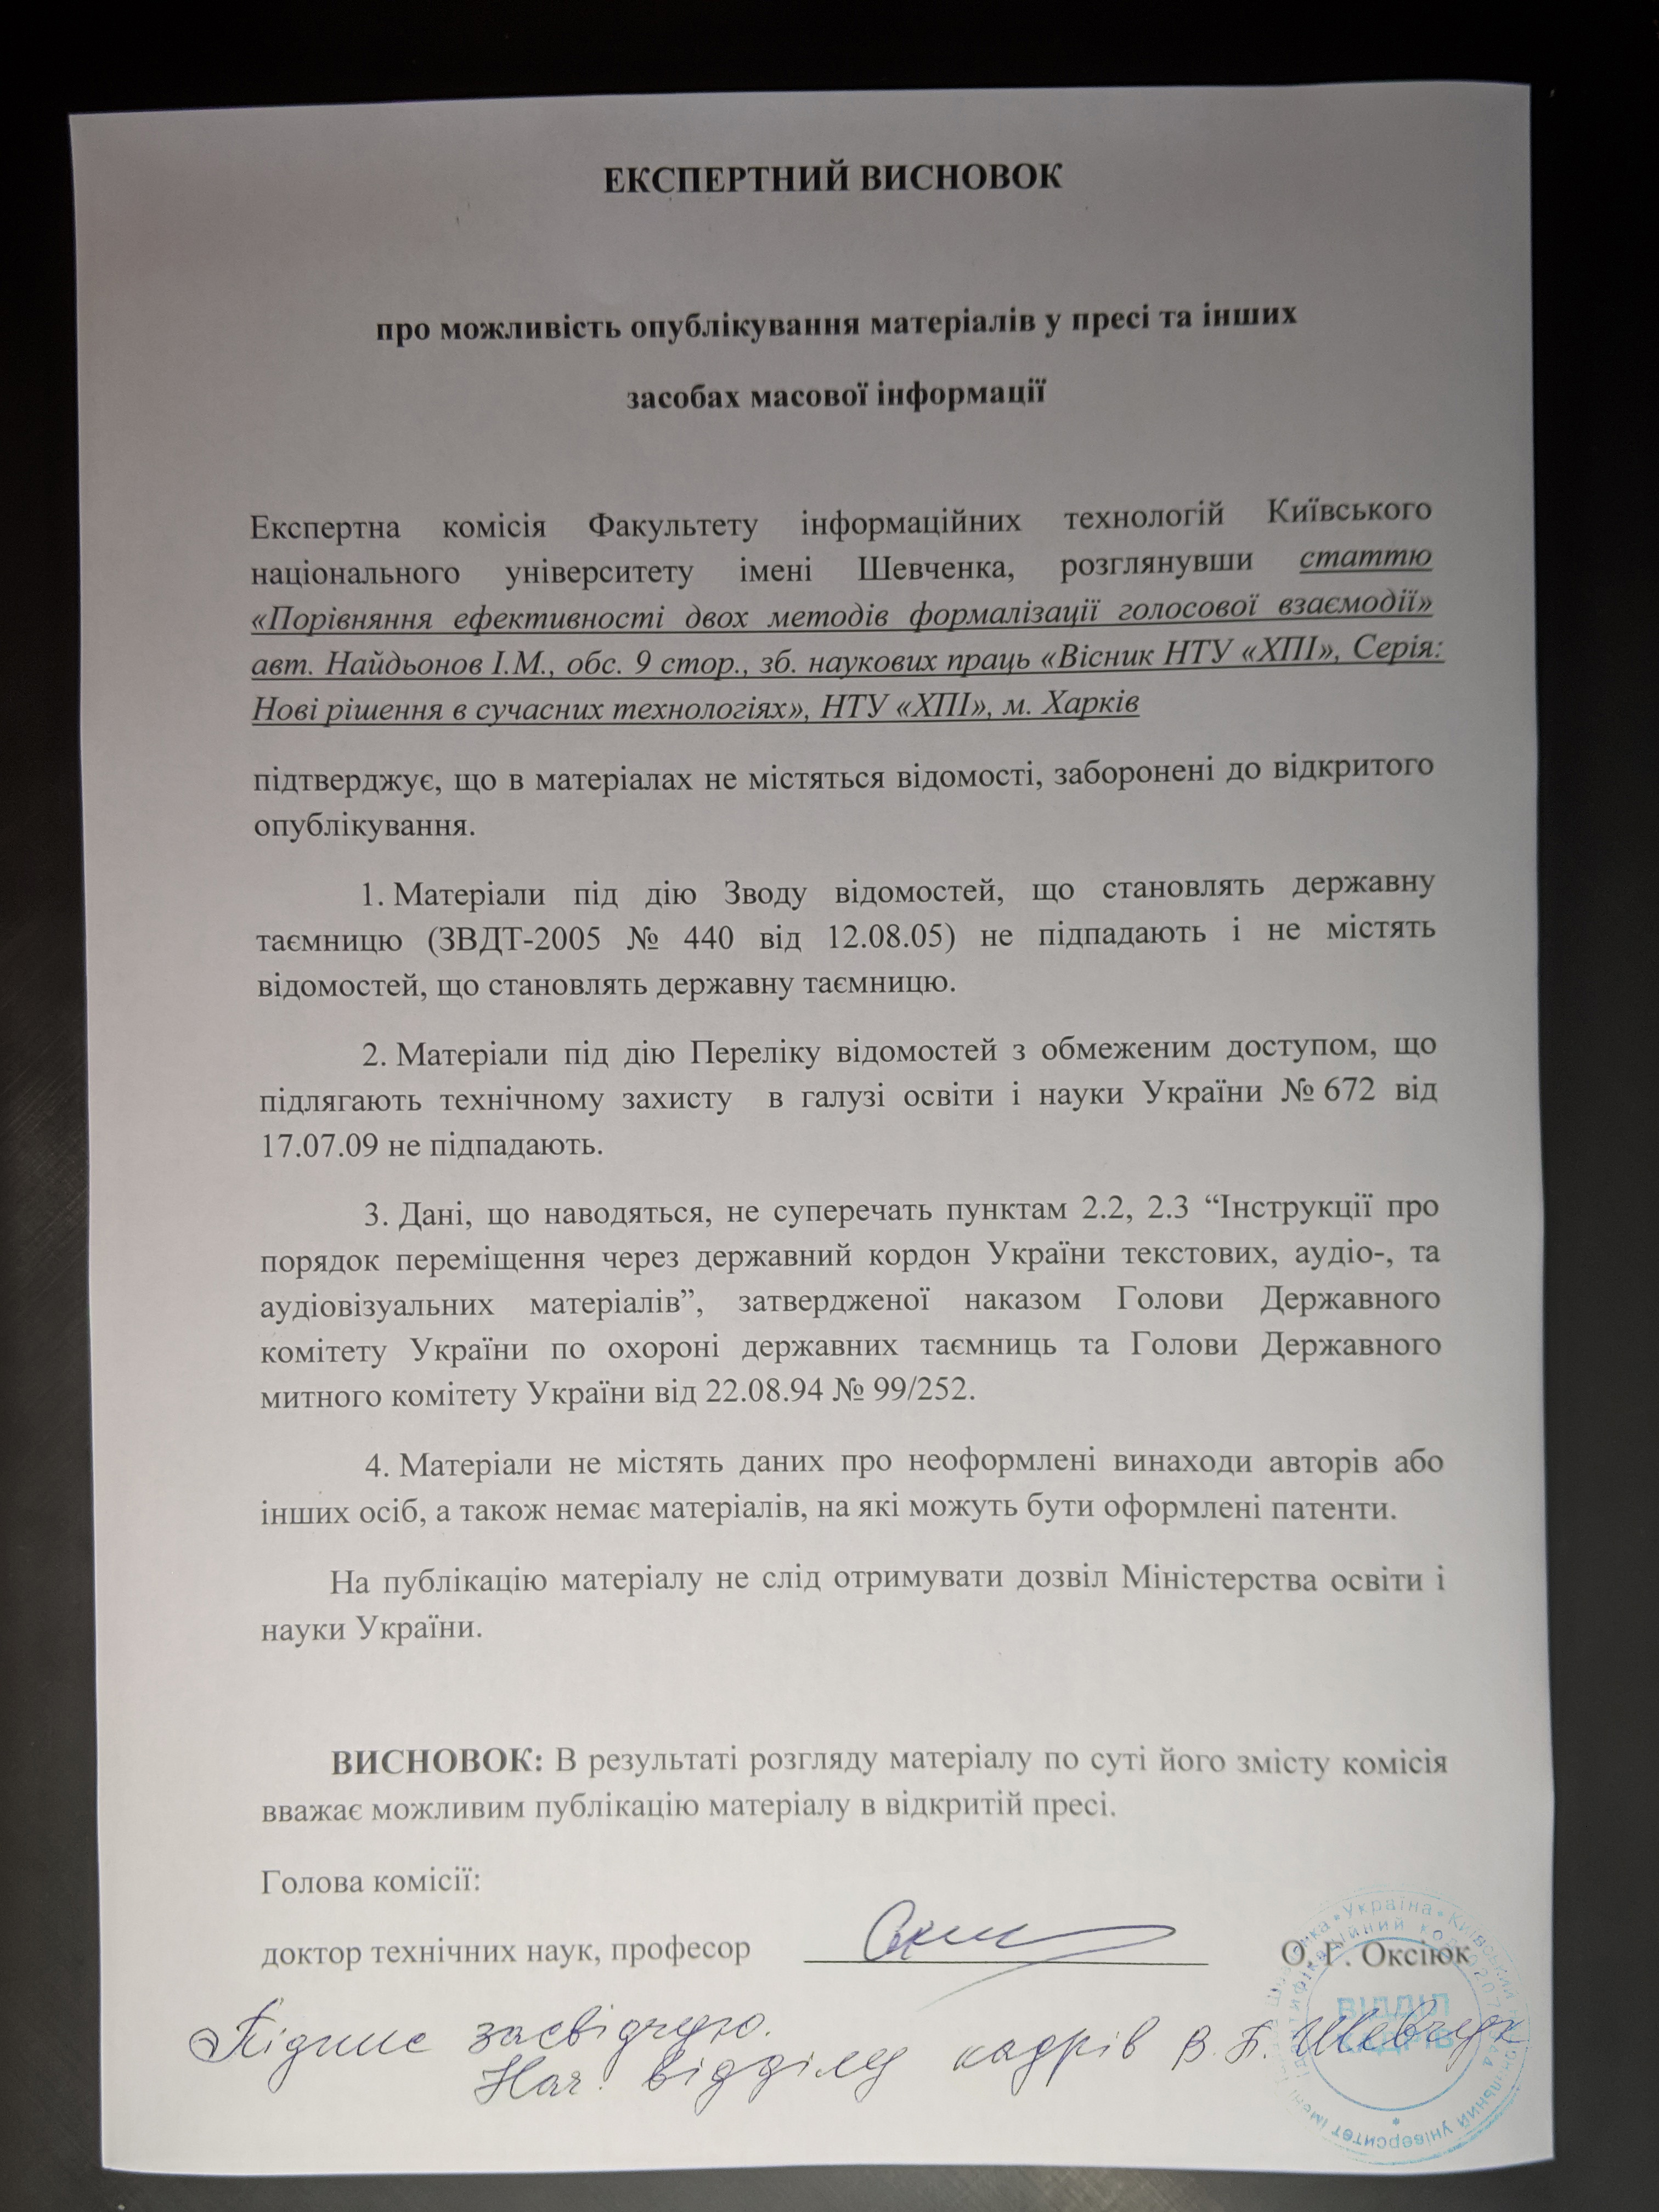 ЕКСПЕРТНИЙ ВИСНОВОК
про можливість опублікування матеріалів у пресі та інших
засобах масової інформації
Експертна комісія Факультету інформаційних технологій Київського
національного університету імені Шевченка, розглянувши статтю
«Порівняння ефективності двох методів формалізації голосової взаємодії»
авт. Найдьонов І.М., обс. 9 стор., зб. наукових праць «Вісник НТУ «ХПІ», Серія:
Нові рішення в сучасних технологіях», НТУ «ХПІ», м. Харків
підтверджує, що в матеріалах не містяться відомості, заборонені до відкритого
опублікування.
1. Матеріали під дію Зводу відомостей, що становлять державну
таємницю (ЗВДТ-2005 № 440 від 12.08.05) не підпадають і не містять
відомостей, що становлять державну таємницю.
2. Матеріали під дію Переліку відомостей з обмеженим доступом, що
підлягають технічному захисту в галузі освіти і науки України № 672 від
17.07.09 не підпадають.
3. Дані, що наводяться, не суперечать пунктам 2.2, 2.3 “Інструкції про
порядок переміщення через державний кордон України текстових, аудіо-, та
аудіовізуальних матеріалів”, затвердженої наказом Голови Державного
комітету України по охороні державних таємниць та Голови Державного
митного комітету України від 22.08.94 № 99/252.
4. Матеріали не містять даних про неоформлені винаходи авторів або
інших осіб, а також немає матеріалів, на які можуть бути оформлені патенти.
На публікацію матеріалу не слід отримувати дозвіл Міністерства освіти і
науки України.
ВИСНОВОК: В результаті розгляду матеріалу по суті його змісту комісія
вважає можливим публікацію матеріалу в відкритій пресі.
Голова комісії:
доктор технічних наук, професор О. Г. Оксіюк
Підпис засвідчую.
Нач. відділу кадрів В.Б. Шевчук
Україна * Київський національний університет імені
ідентифікаційний код
ВІДДІЛ
КАДРІВ